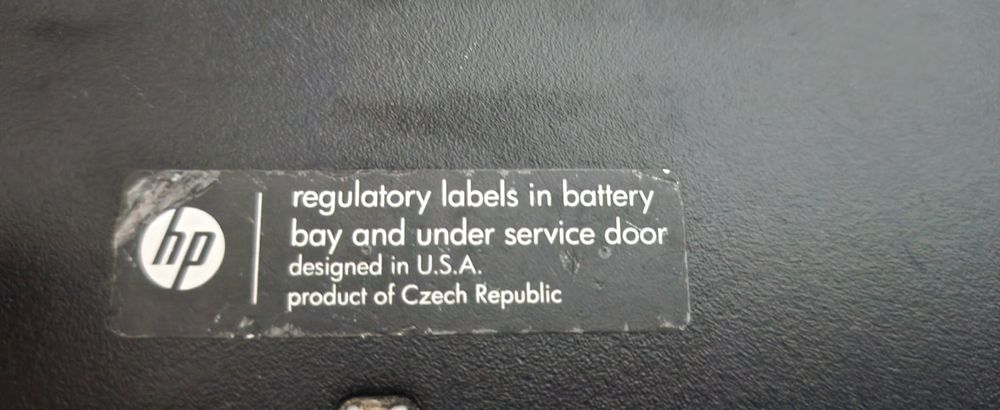 hp
regulatory labels in battery
bay and under service door
designed in U.S.A.
product of Czech Republic